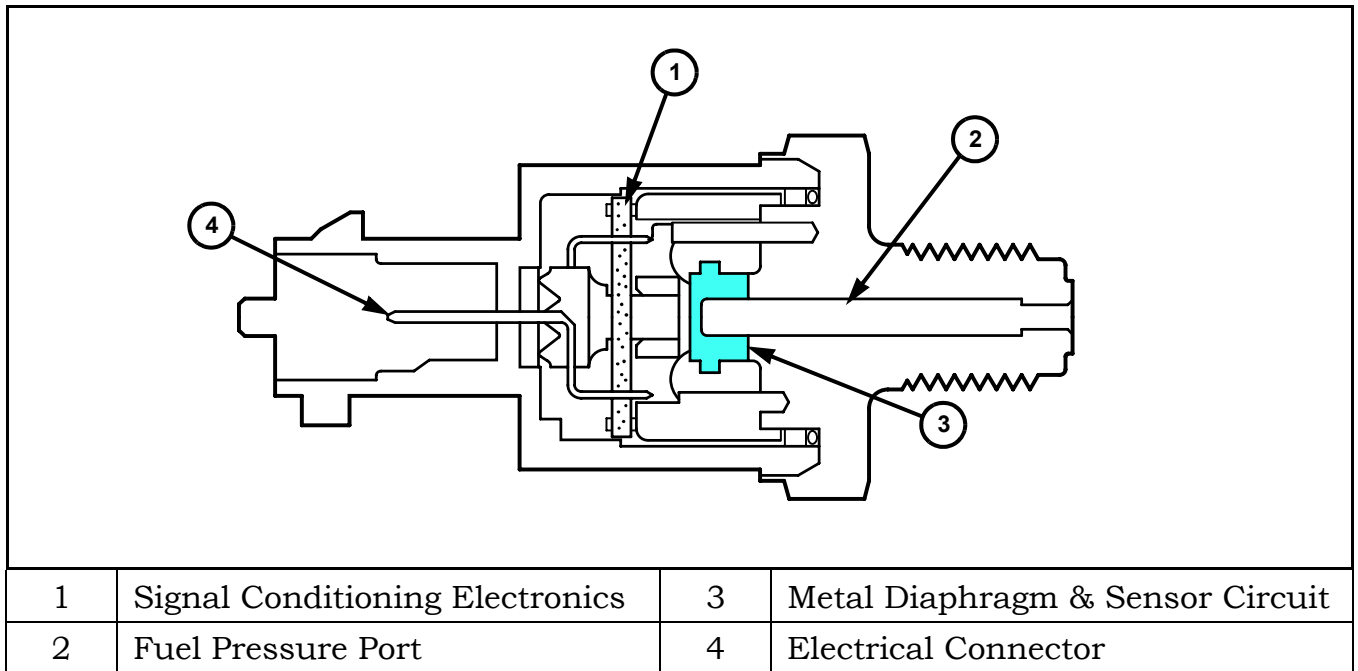 1
2
4
3
1 Signal Conditioning Electronics 3 Metal Diaphragm & Sensor Circuit
2 Fuel Pressure Port 4 Electrical Connector